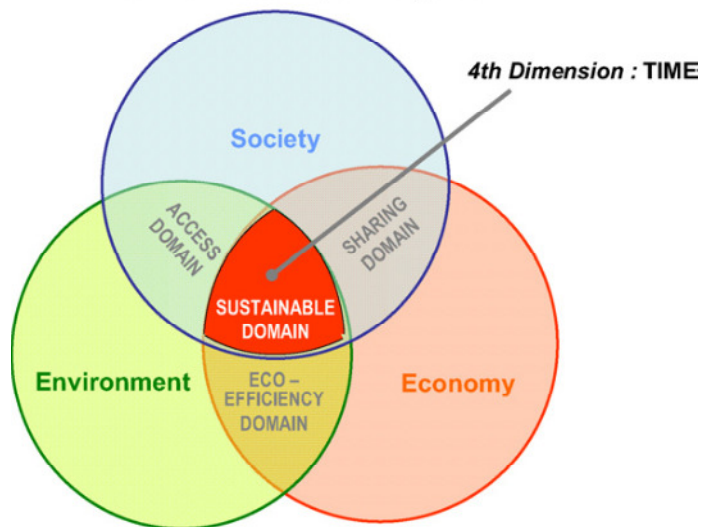 4th Dimension : TIME
Society
ACCESS
DOMAIN
SHARING
DOMAIN
SUSTAINABLE
DOMAIN
Environment
ECO –
EFFICIENCY
DOMAIN
Economy